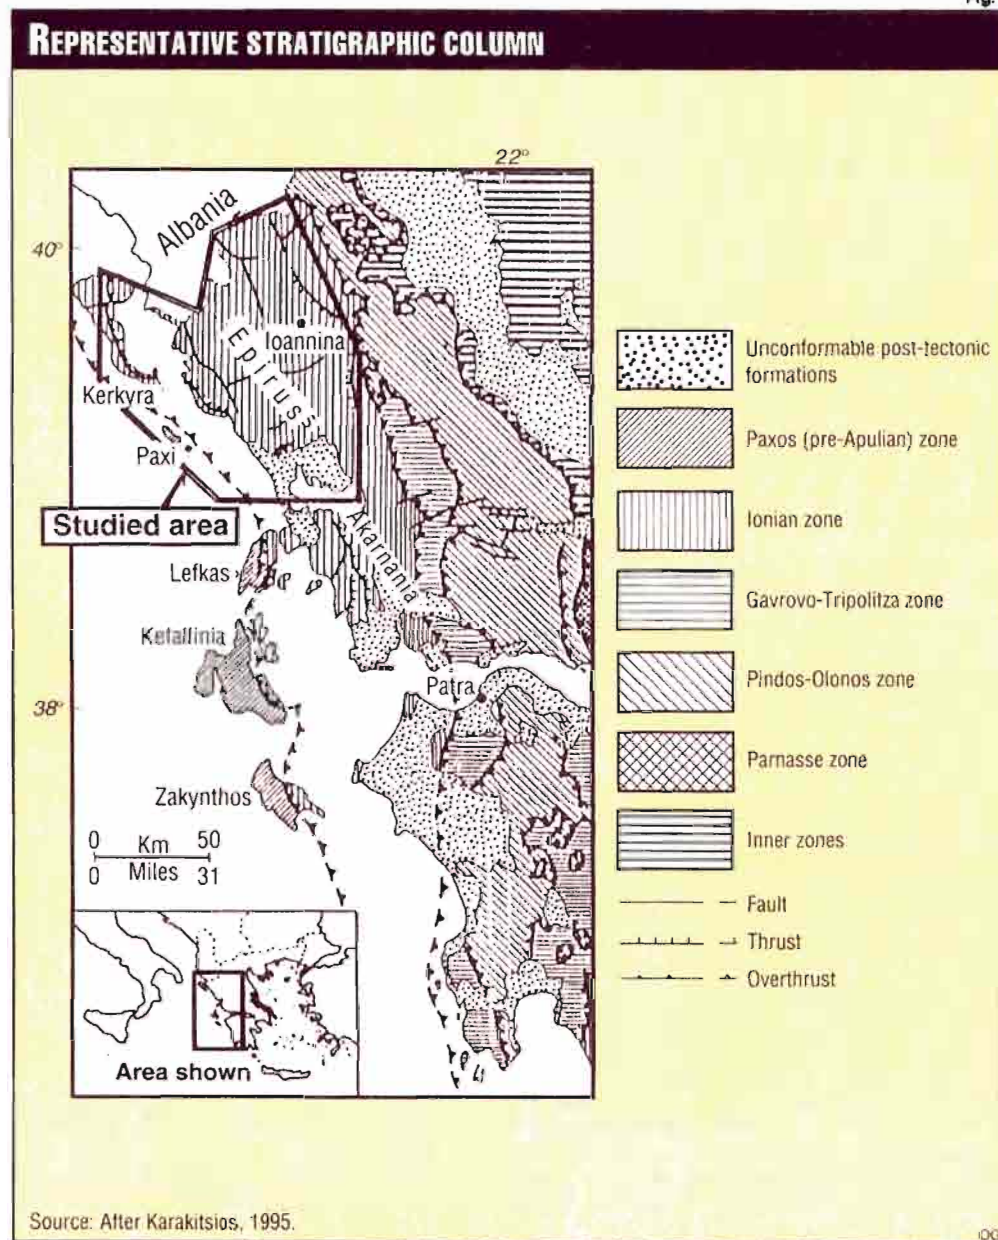 Fig.
REPRESENTATIVE STRATIGRAPHIC COLUMN
22°
40°
38°
Albania
Ioannina
Epirus
Kerkyra
Paxi
Studied area
Akarnania
Lefkas
Kefallinia
Patra
Zakynthos
0 Km 50
0 Miles 31
Area shown
Unconformable post-tectonic
formations
Paxos (pre-Apulian) zone
Ionian zone
Gavrovo-Tripolitza zone
Pindos-Olonos zone
Parnasse zone
Inner zones
Fault
Thrust
Overthrust
Source: After Karakitsios, 1995.